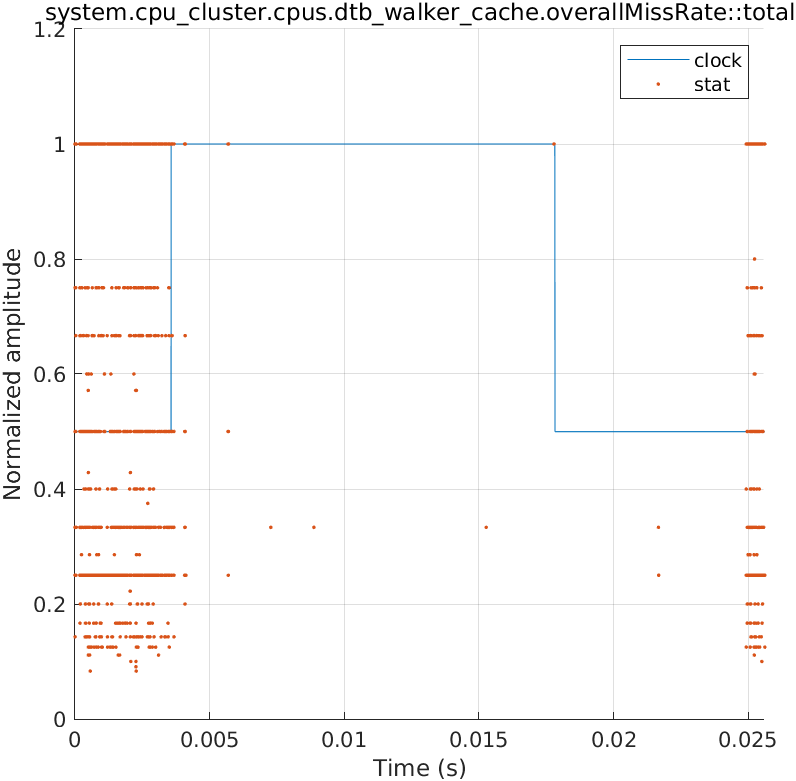 system.cpu_cluster.cpus.dtb_walker_cache.overallMissRate::total
1.2
clock
stat
1
0.8
0.6
0.4
0.2
0
Normalized amplitude
0 0.005 0.01 0.015 0.02 0.025
Time (s)